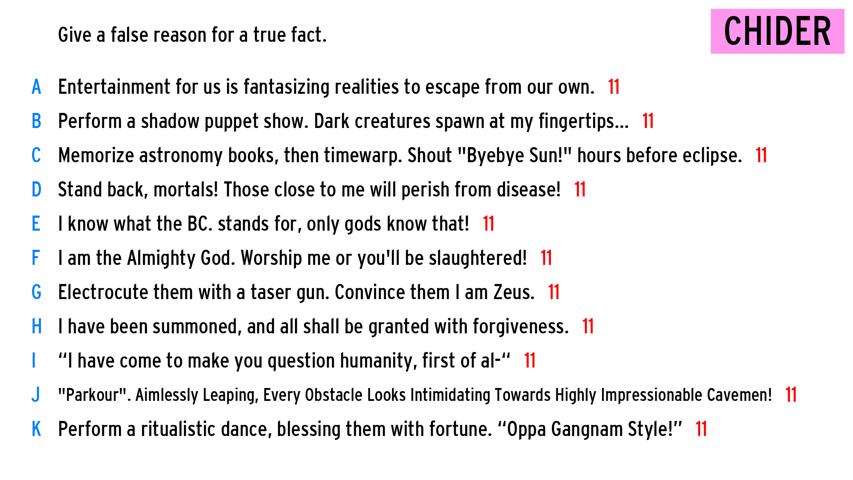 Give a false reason for a true fact.
CHIDER
A Entertainment for us is fantasizing realities to escape from our own. 11
B Perform a shadow puppet show. Dark creatures spawn at my fingertips... 11
C Memorize astronomy books, then timewarp. Shout "Byebye Sun!" hours before eclipse. 11
D Stand back, mortals! Those close to me will perish from disease! 11
E I know what the BC. stands for, only gods know that! 11
F I am the Almighty God. Worship me or you'll be slaughtered! 11
G Electrocute them with a taser gun. Convince them I am Zeus. 11
H I have been summoned, and all shall be granted with forgiveness. 11
I “I have come to make you question humanity, first of al-“ 11
J "Parkour". Aimlessly Leaping, Every Obstacle Looks Intimidating Towards Highly Impressionable Cavemen! 11
K Perform a ritualistic dance, blessing them with fortune. “Oppa Gangnam Style!” 11